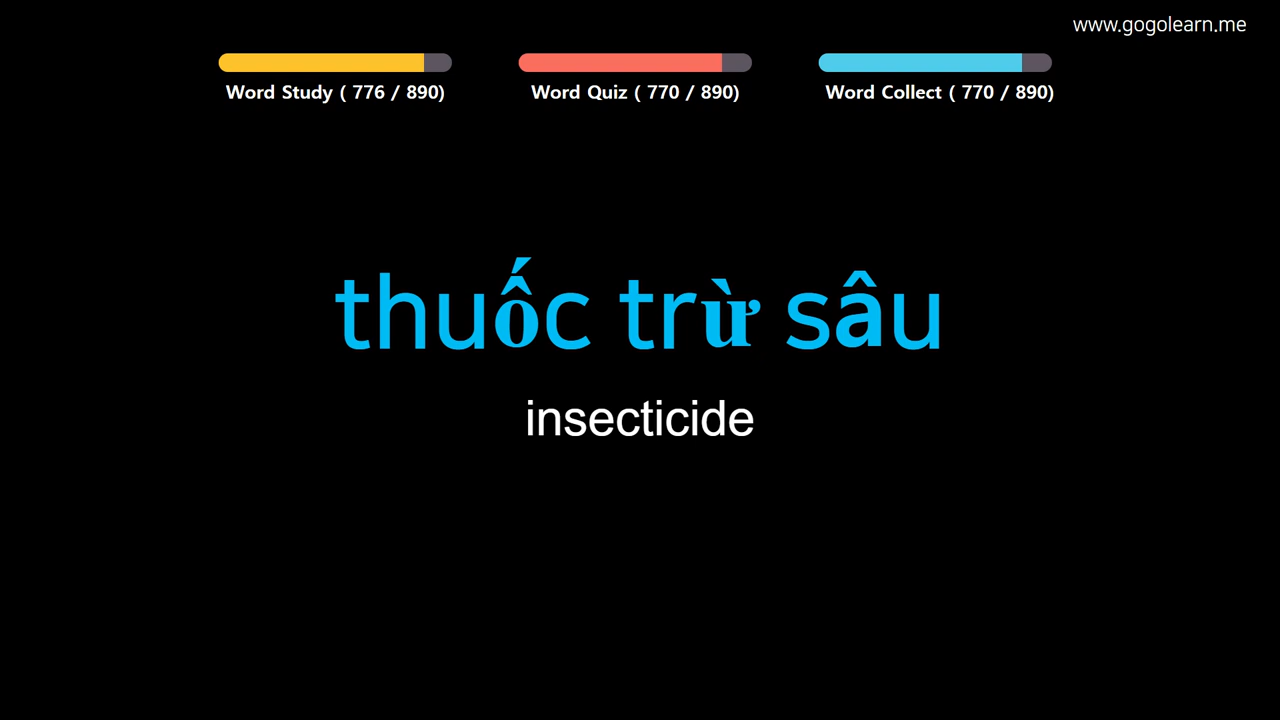 www.gogolearn.me
Word Study ( 776 / 890)
Word Quiz ( 770 / 890)
Word Collect ( 770 / 890)
thuốc trừ sâu
insecticide